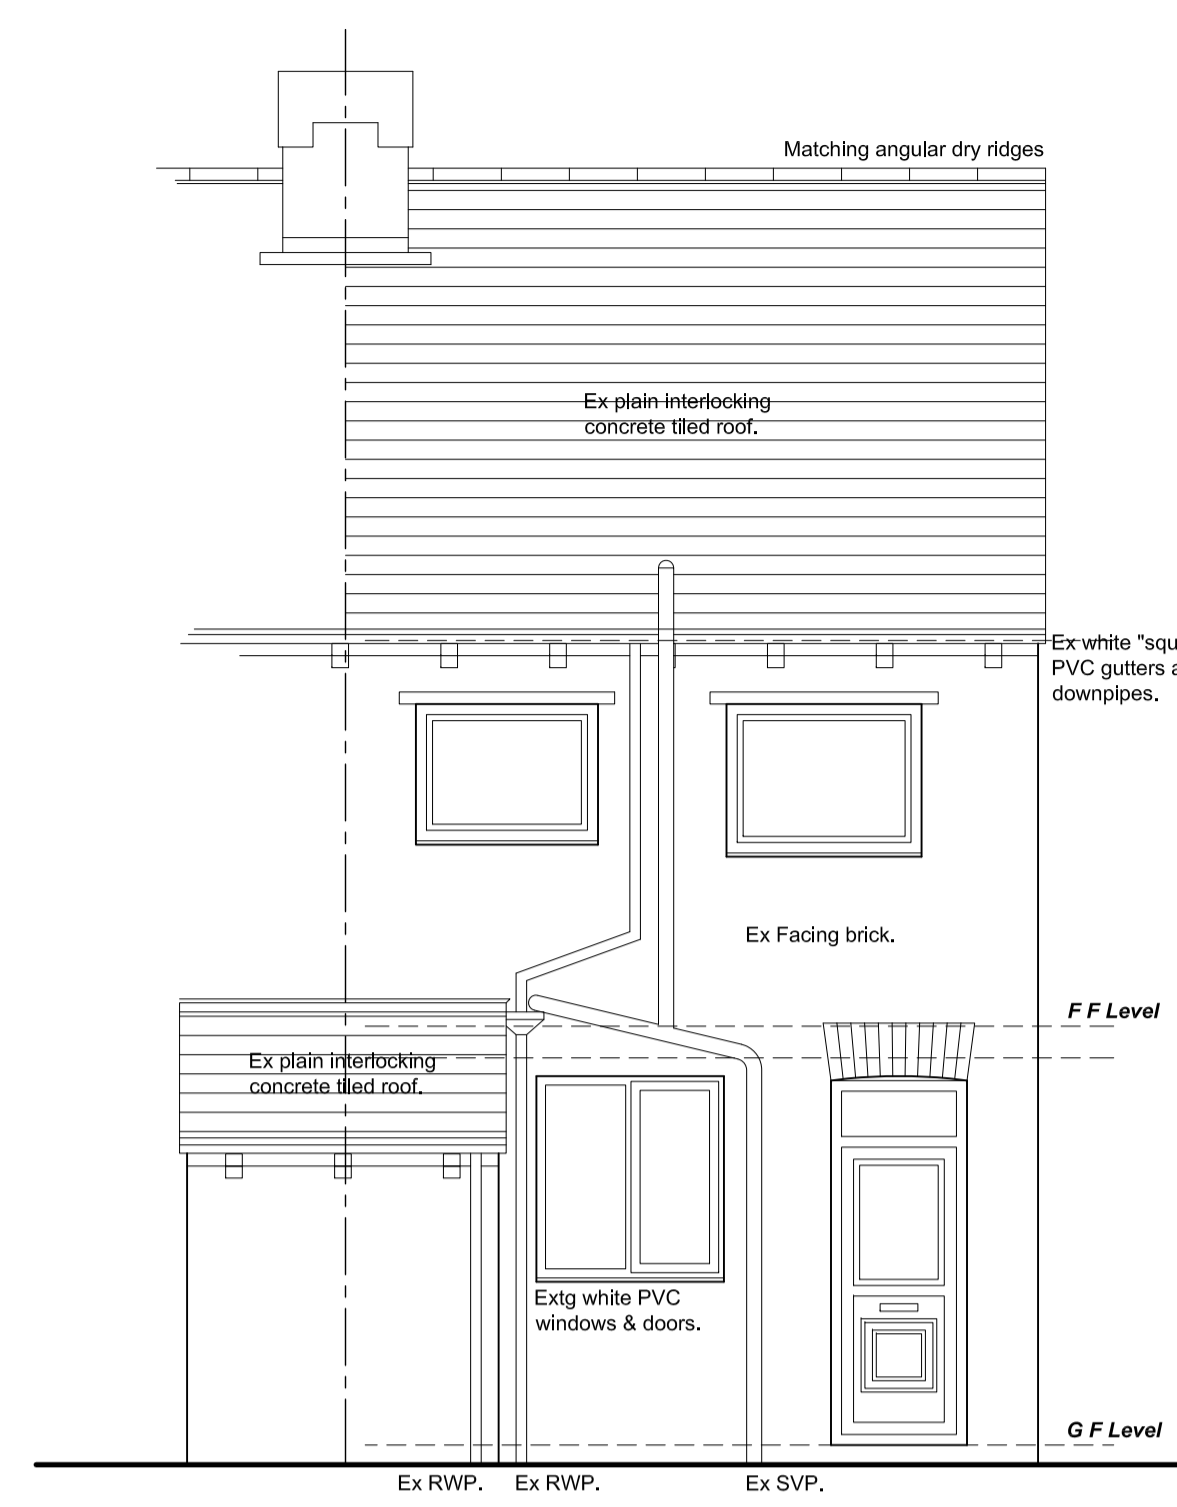 Matching angular dry ridges
Ex plain interlocking
concrete tiled roof.
Ex white "squ
PVC gutters a
downpipes.
Ex Facing brick.
F F Level
Ex plain interlocking
concrete tiled roof.
Extg white PVC
windows & doors.
G F Level
Ex RWP. Ex RWP. Ex SVP.